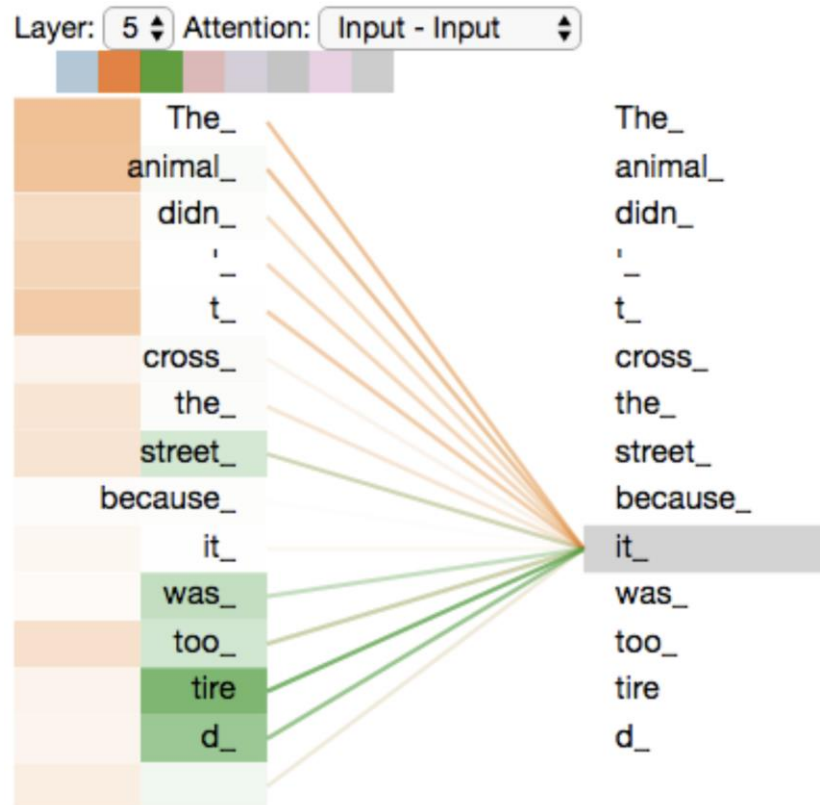 Layer: 5 Attention: Input - Input
The_ The_
animal_ animal_
didn_ didn_
'_ '_
t_ t_
cross_ cross_
the_ the_
street_ street_
because_ because_
it_ it_
was_ was_
too_ too_
tire tire
d_ d_